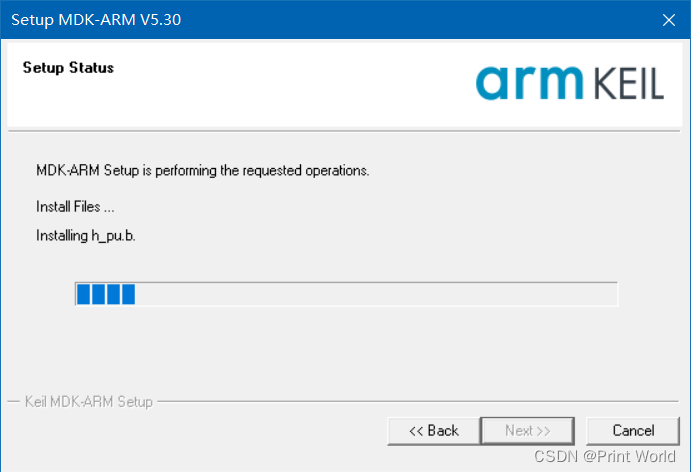 Setup MDK-ARM V5.30
Setup Status
arm KEIL
MDK-ARM Setup is performing the requested operations.
Install Files ...
Installing h_pu.b.
Keil MDK-ARM Setup
<< Back Next >> Cancel
CSDN @Print World